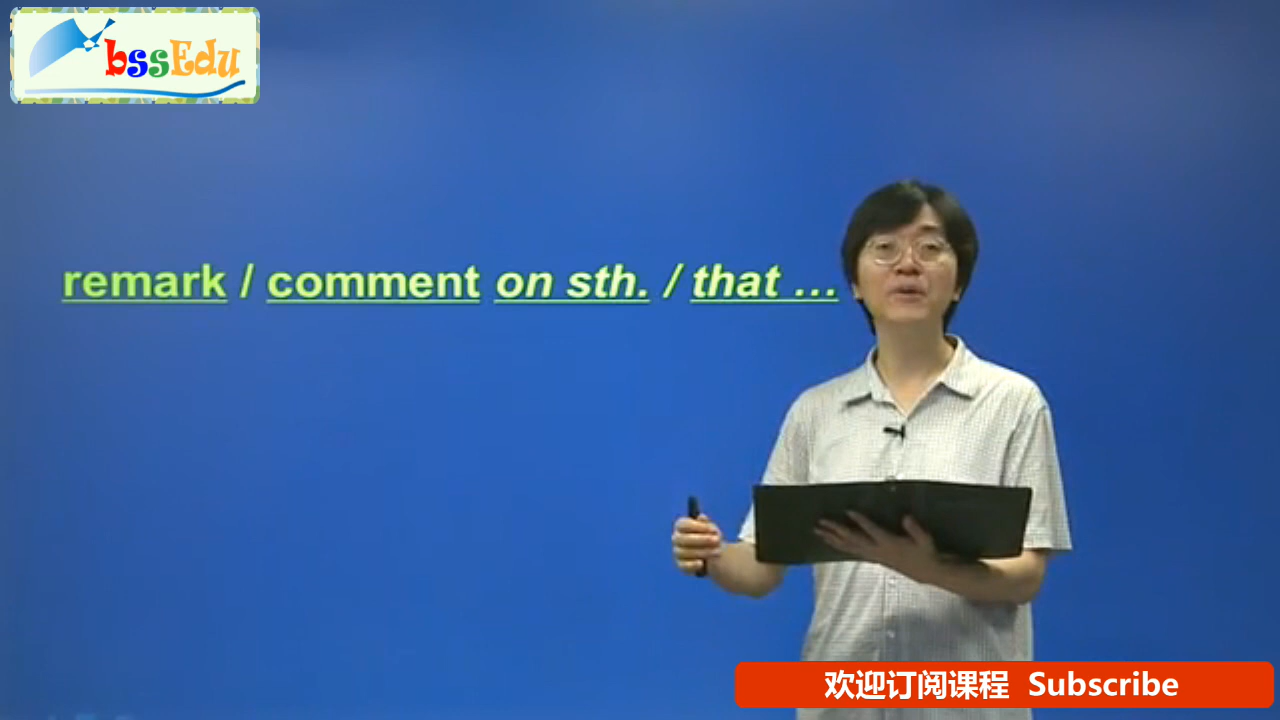 bssEdu
remark / comment on sth. / that ...
欢迎订阅课程 Subscribe